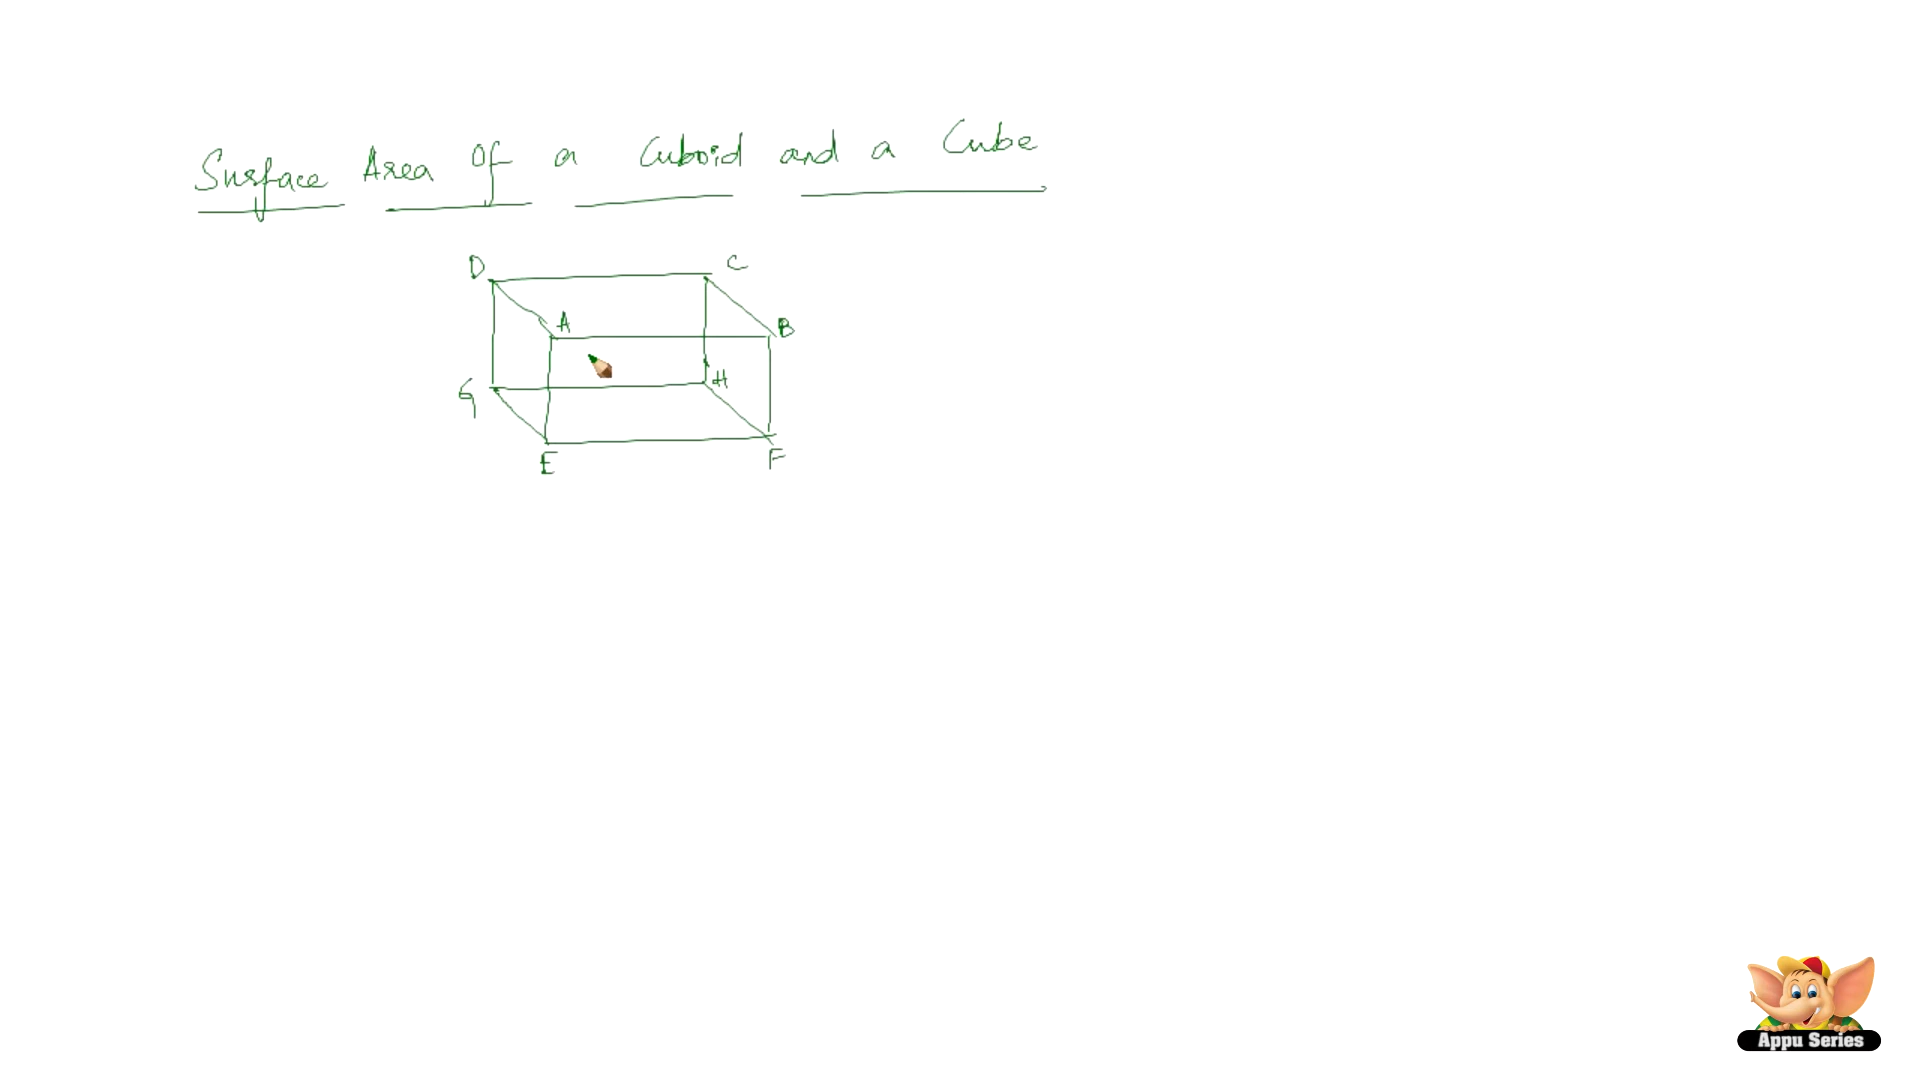 Surface Area Of a Cuboid and a Cube
D C
A B
G H
E F
Appu Series